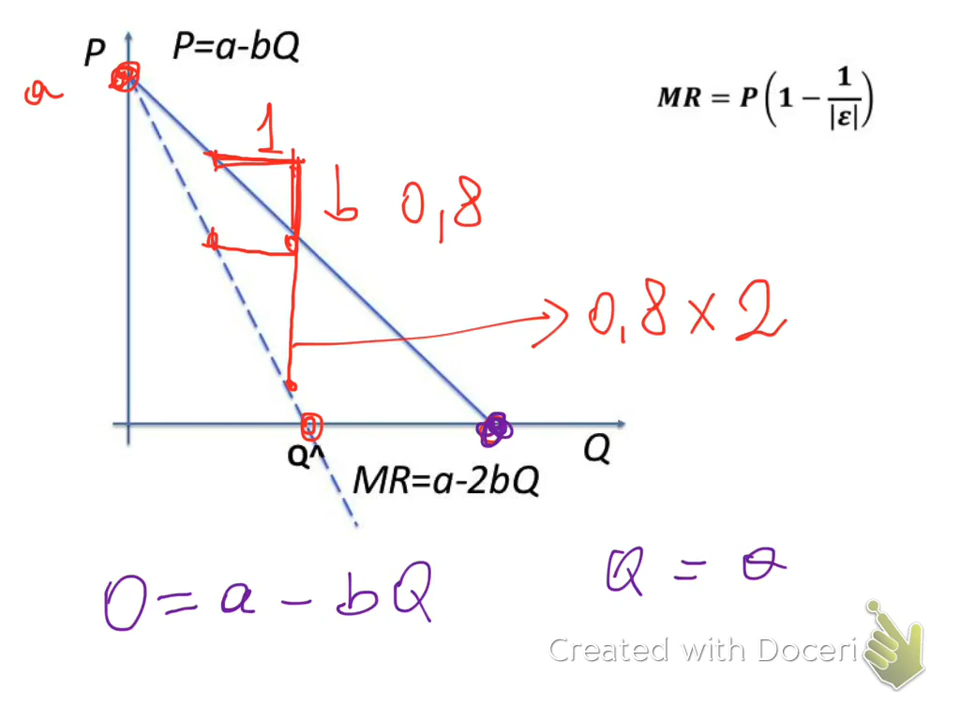 P
P=a-bQ
a
MR = P(1 − 1/|ε|)
1
b 0,8
0,8 x 2
Q^
Q
MR=a-2bQ
0 = a - bQ
Q = a
Created with Doceri